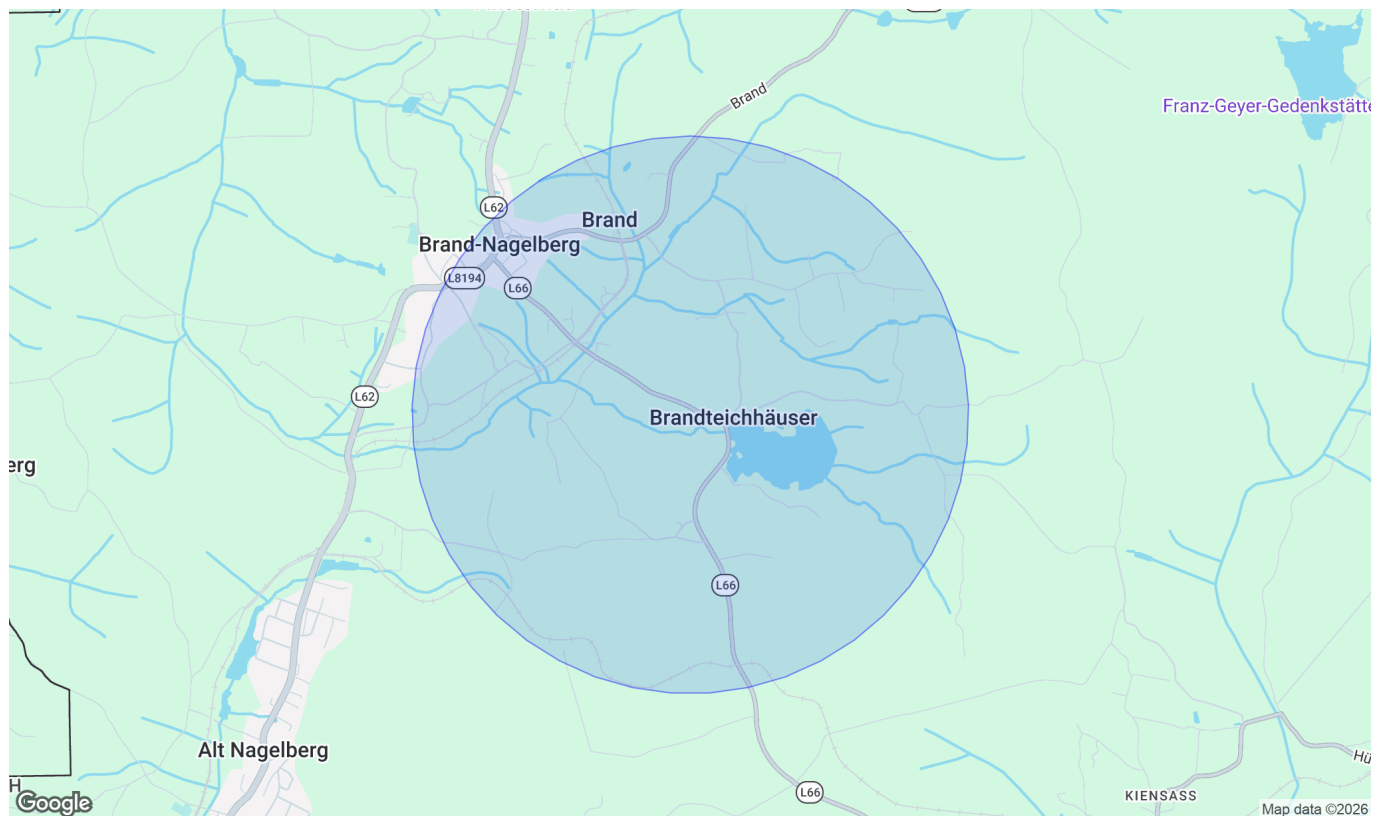 Brand
Franz-Geyer-Gedenkstätte
L62
Brand
Brand-Nagelberg
L8194
L66
L62
Brandteichhäuser
erg
L66
Alt Nagelberg
Hü
H
L66
KIENSASS
Google
Map data ©2026